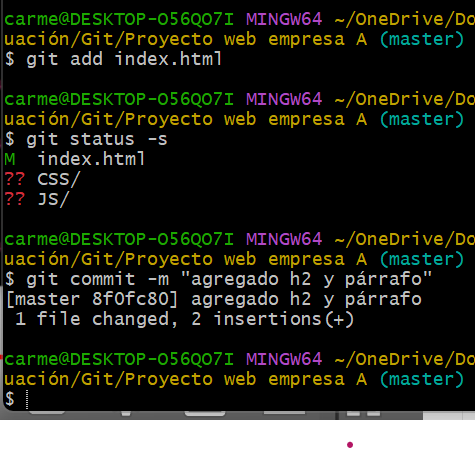 carme@DESKTOP-O56QO7I MINGW64 ~/OneDrive/Do
uación/Git/Proyecto web empresa A (master)
$ git add index.html
carme@DESKTOP-O56QO7I MINGW64 ~/OneDrive/Do
uación/Git/Proyecto web empresa A (master)
$ git status -s
M  index.html
?? CSS/
?? JS/
carme@DESKTOP-O56QO7I MINGW64 ~/OneDrive/Do
uación/Git/Proyecto web empresa A (master)
$ git commit -m "agregado h2 y párrafo"
[master 8f0fc80] agregado h2 y párrafo
 1 file changed, 2 insertions(+)
carme@DESKTOP-O56QO7I MINGW64 ~/OneDrive/Do
uación/Git/Proyecto web empresa A (master)
$